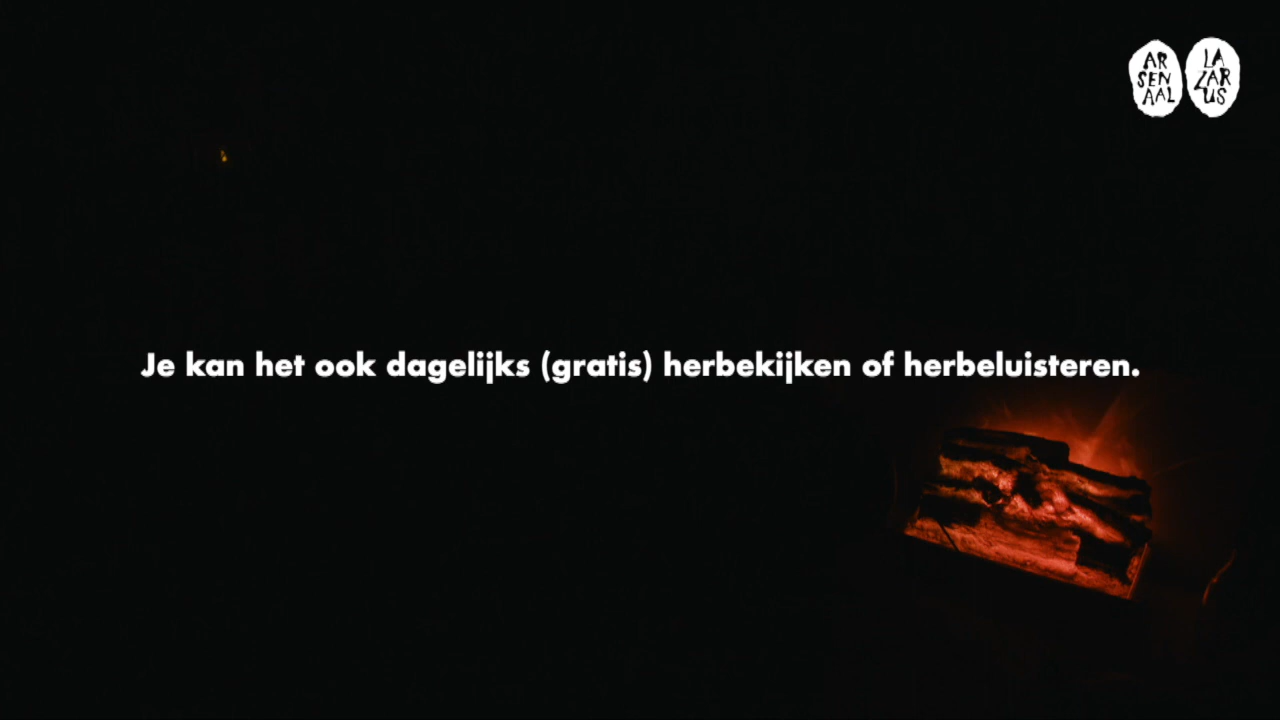 AR
SEN
AAL
LA
ZAR
US
Je kan het ook dagelijks (gratis) herbekijken of herbeluisteren.